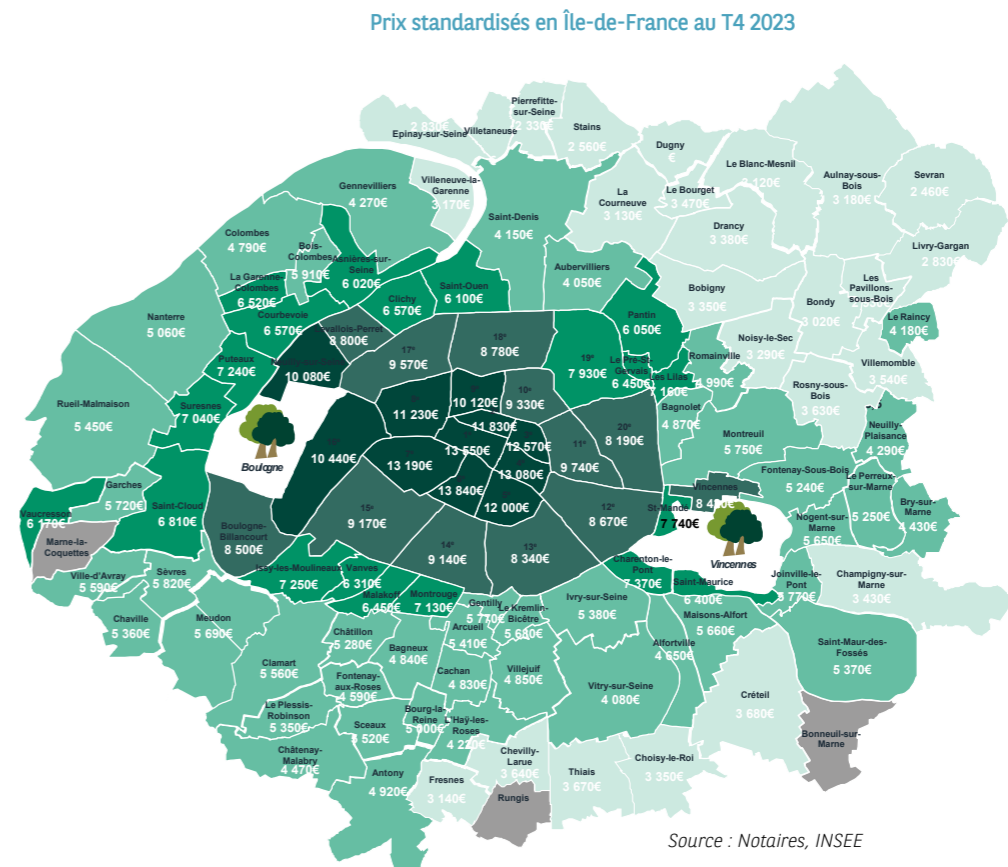 Prix standardisés en Île-de-France au T4 2023
Pierrefitte-
sur-Seine
2 330€
Villetaneuse
2 830€
Epinay-sur-Seine
Stains
2 560€
Dugny
€
Le Blanc-Mesnil
3 120€
Aulnay-sous-
Bois
3 180€
Sevran
2 460€
Gennevilliers
4 270€
Villeneuve-la-
Garenne
3 170€
Saint-Denis
4 150€
La
Courneuve
3 130€
Le Bourget
3 470€
Drancy
3 380€
Livry-Gargan
2 830€
Colombes
4 790€
Bois-
Colombes
5 910€
Asnières-sur-
Seine
6 020€
Aubervilliers
4 050€
Bobigny
3 350€
Bondy
3 020€
Les
Pavillons-
sous-Bois
La Garenne-
Colombes
6 520€
Courbevoie
6 570€
Clichy
6 570€
Saint-Ouen
6 100€
Pantin
6 050€
Noisy-le-Sec
3 290€
Le Raincy
4 180€
Nanterre
5 060€
Levallois-Perret
8 800€
17e
9 570€
18e
8 780€
19e
7 930€
Le Pré-St-
Gervais
6 450€
Les Lilas
7 160€
Romainville
4 990€
Villemomble
3 540€
Puteaux
7 240€
10 080€
Rosny-sous-
Bois
3 630€
Rueil-Malmaison
5 450€
Suresnes
7 040€
Boulogne
11 230€
10 120€
10e
9 330€
11 830€
Bagnolet
4 870€
Neuilly-
Plaisance
4 290€
10 440€
13 190€
13 550€
12 570€
11e
9 740€
20e
8 190€
Montreuil
5 750€
13 840€
13 080€
12 000€
Fontenay-Sous-Bois
5 240€
Le Perreux-
sur-Marne
5 250€
Bry-sur-
Marne
4 430€
Garches
5 720€
Vaucresson
6 170€
Saint-Cloud
6 810€
15e
9 170€
12e
8 670€
Vincennes
St-Mandé
7 740€
Vincennes
Nogent-sur-
Marne
5 650€
Marne-la-
Coquettes
Boulogne-
Billancourt
8 500€
14e
9 140€
13e
8 340€
Ville-d'Avray
5 590€
Sèvres
5 820€
Issy-les-Moulineaux
7 250€
Vanves
6 310€
Malakoff
6 450€
Montrouge
7 130€
Gentilly
5 770€
Le Kremlin-
Bicêtre
5 680€
Charenton-le-
Pont
7 370€
Saint-Maurice
6 400€
Joinville-le-
Pont
5 770€
Champigny-sur-
Marne
3 430€
Chaville
5 360€
Meudon
5 690€
Châtillon
5 280€
Bagneux
4 840€
Arcueil
5 410€
Ivry-sur-Seine
5 380€
Maisons-Alfort
5 660€
Alfortville
4 650€
Saint-Maur-des-
Fossés
5 370€
Clamart
5 560€
Fontenay-
aux-Roses
4 590€
Cachan
4 830€
Villejuif
4 850€
Vitry-sur-Seine
4 080€
Créteil
3 680€
Le Plessis-
Robinson
5 350€
Sceaux
5 520€
Bourg-la-
Reine
5 000€
L'Haÿ-les-
Roses
4 220€
Bonneuil-sur-
Marne
Châtenay-
Malabry
4 470€
Antony
4 920€
Fresnes
3 140€
Chevilly-
Larue
3 640€
Rungis
Thiais
3 670€
Choisy-le-Roi
3 350€
Source : Notaires, INSEE